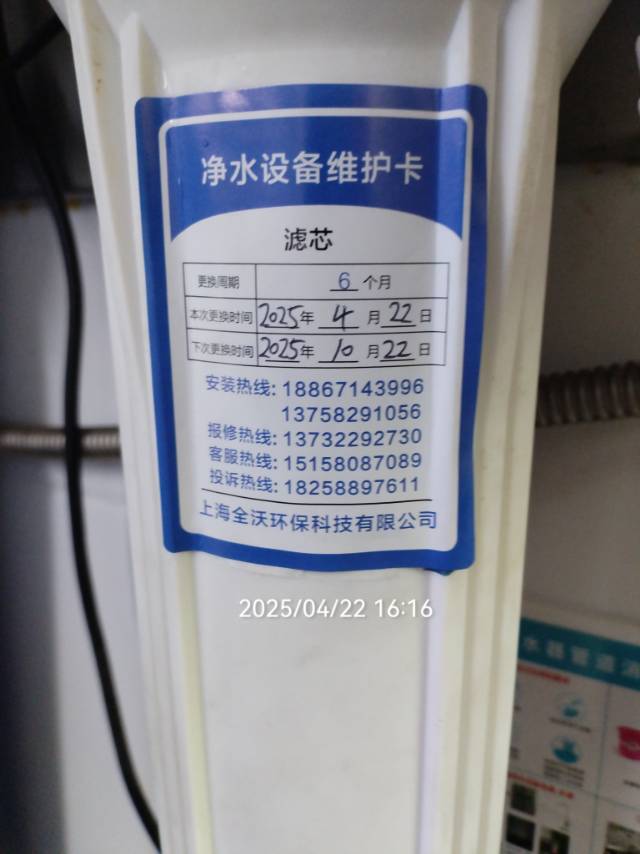 净水设备维护卡
滤芯
更换周期 6 个月
本次更换时间 2025年 4 月 22 日
下次更换时间 2025年 10 月 22 日
安装热线: 18867143996
13758291056
报修热线: 13732292730
客服热线: 15158087089
投诉热线: 18258897611
上海全沃环保科技有限公司
2025/04/22 16:16
水器管道